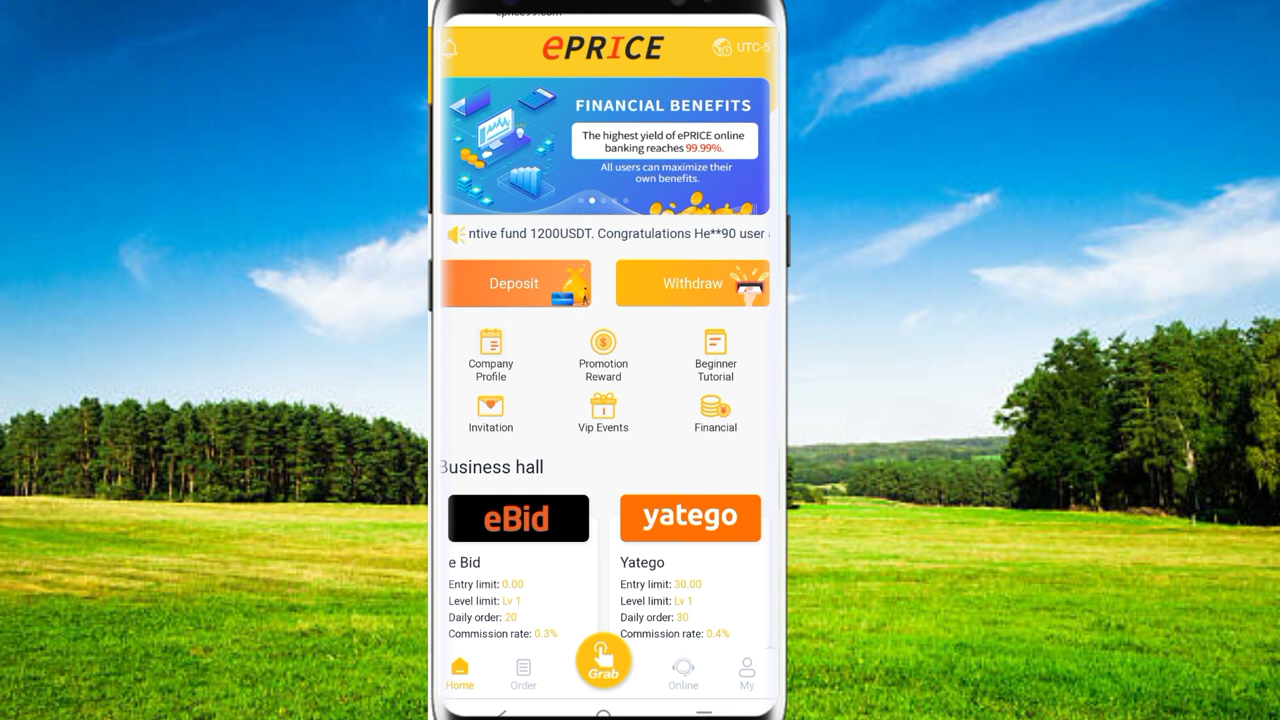 ePRICE
UTC-5
FINANCIAL BENEFITS
The highest yield of ePRICE online
banking reaches 99.99%.
All users can maximize their
own benefits.
ntive fund 1200USDT. Congratulations He**90 user
Deposit
Withdraw
Company
Profile
Promotion
Reward
Beginner
Tutorial
Invitation
Vip Events
Financial
Business hall
eBid
yatego
e Bid
Yatego
Entry limit: 0.00
Entry limit: 30.00
Level limit: Lv 1
Level limit: Lv 1
Daily order: 20
Daily order: 30
Commission rate: 0.3%
Commission rate: 0.4%
Grab
Home
Order
Online
My